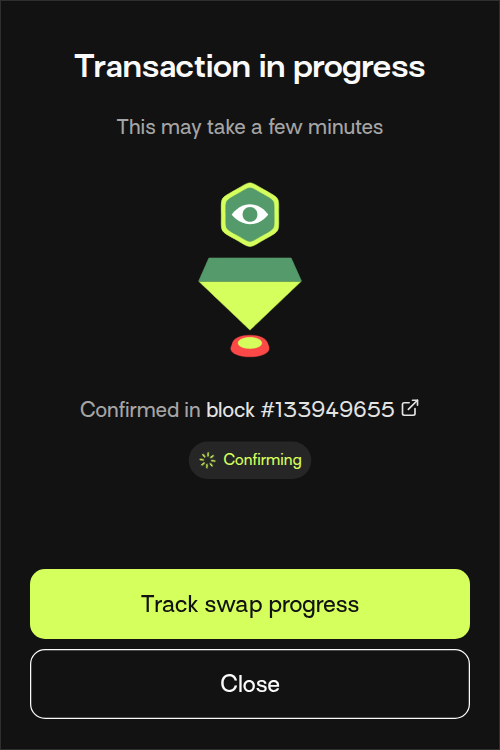 Transaction in progress
This may take a few minutes
Confirmed in block #133949655
Confirming
Track swap progress
Close